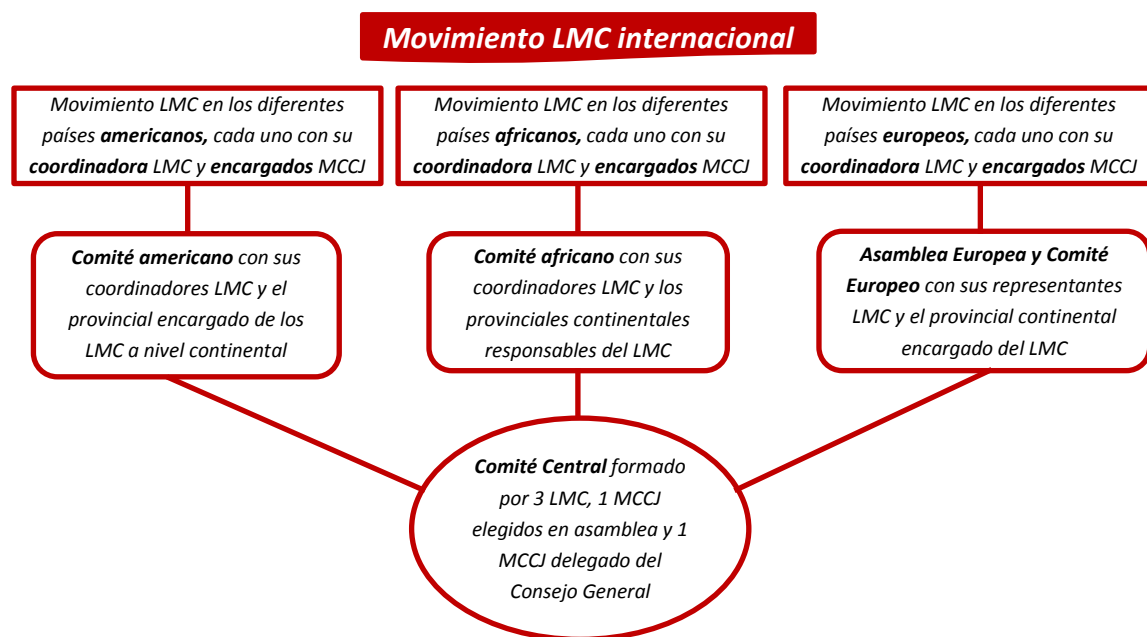 Movimiento LMC internacional
Movimiento LMC en los diferentes
países americanos, cada uno con su
coordinadora LMC y encargados MCCJ
Movimiento LMC en los diferentes
países africanos, cada uno con su
coordinadora LMC y encargados MCCJ
Movimiento LMC en los diferentes
países europeos, cada uno con su
coordinadora LMC y encargados MCCJ
Comité americano con sus
coordinadores LMC y el
provincial encargado de los
LMC a nivel continental
Comité africano con sus
coordinadores LMC y los
provinciales continentales
responsables del LMC
Asamblea Europea y Comité
Europeo con sus representantes
LMC y el provincial continental
encargado del LMC
Comité Central formado
por 3 LMC, 1 MCCJ
elegidos en asamblea y 1
MCCJ delegado del
Consejo General